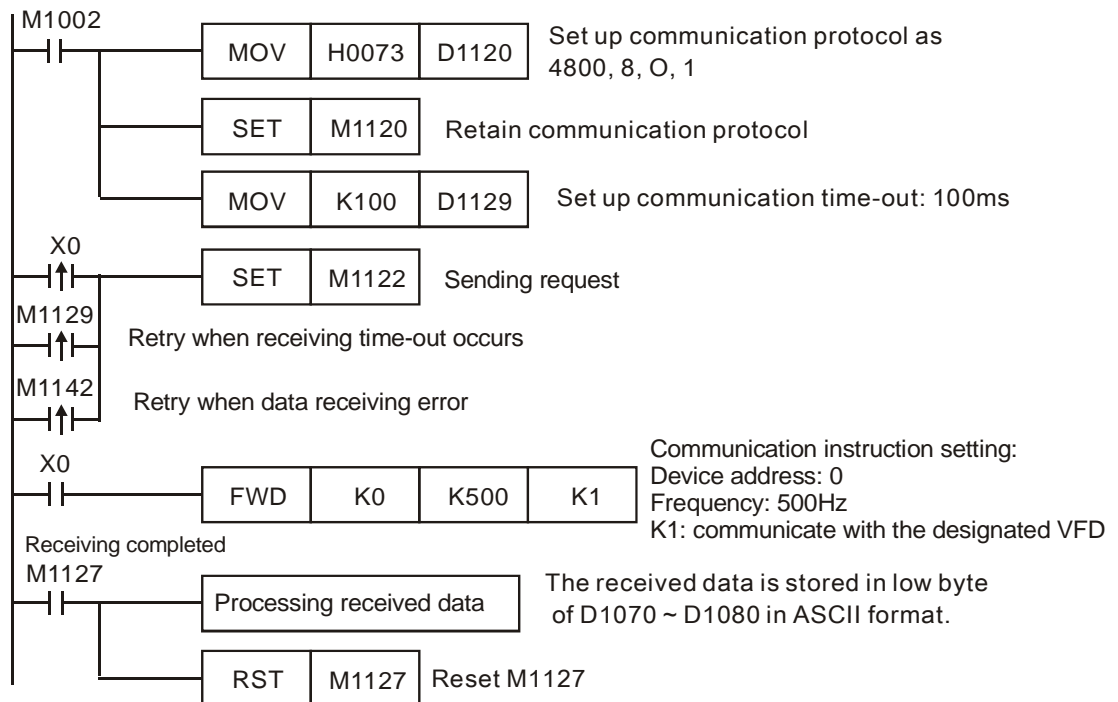 M1002
MOV H0073 D1120
Set up communication protocol as
4800, 8, O, 1
SET M1120
Retain communication protocol
MOV K100 D1129
Set up communication time-out: 100ms
X0
SET M1122
Sending request
M1129
Retry when receiving time-out occurs
M1142
Retry when data receiving error
X0
FWD K0 K500 K1
Communication instruction setting:
Device address: 0
Frequency: 500Hz
K1: communicate with the designated VFD
Receiving completed
M1127
Processing received data
The received data is stored in low byte
of D1070 ~ D1080 in ASCII format.
RST M1127
Reset M1127